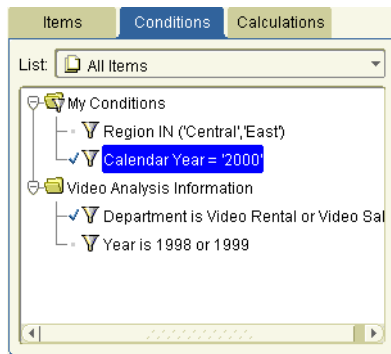 Items Conditions Calculations
List: All Items
My Conditions
Region IN ('Central','East')
Calendar Year = '2000'
Video Analysis Information
Department is Video Rental or Video Sal
Year is 1998 or 1999